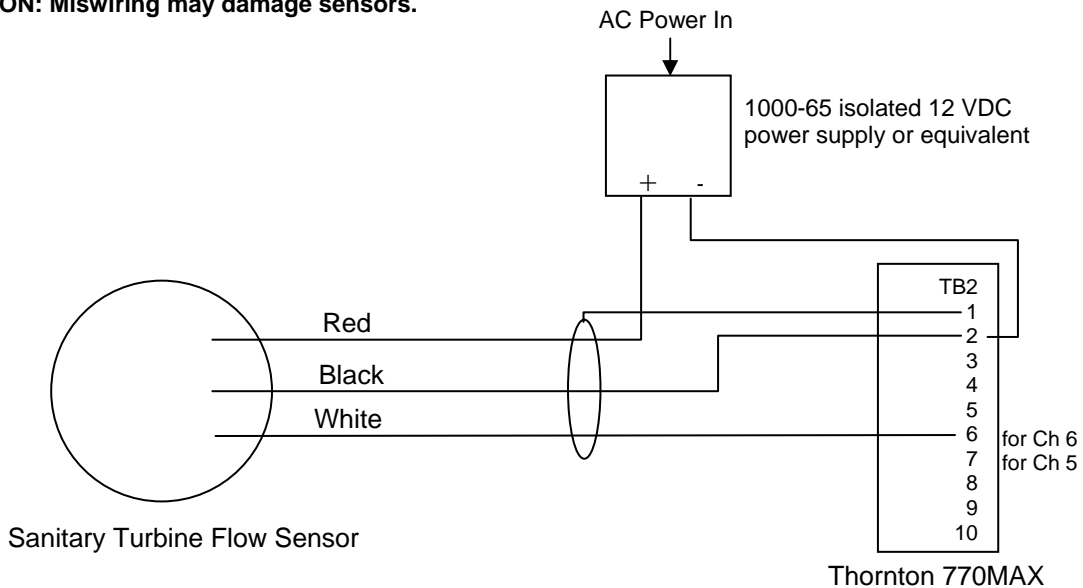 ON: Miswiring may damage sensors.
AC Power In
1000-65 isolated 12 VDC
power supply or equivalent
+ -
TB2
1
2
3
4
5
6 for Ch 6
7 for Ch 5
8
9
10
Red
Black
White
Sanitary Turbine Flow Sensor
Thornton 770MAX